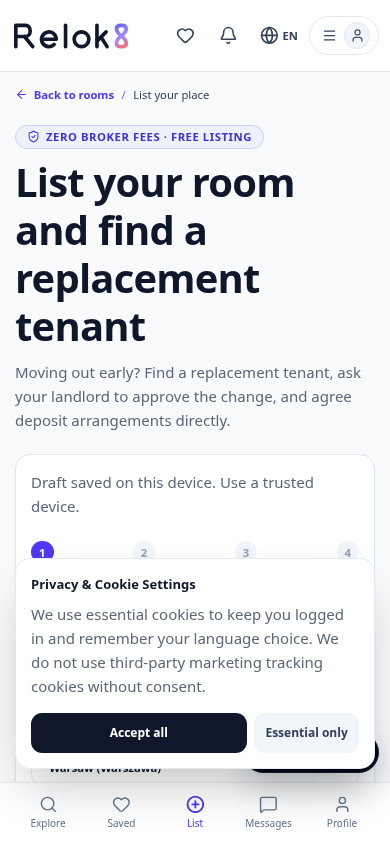 Relok8
EN
Back to rooms / List your place
ZERO BROKER FEES · FREE LISTING
List your room
and find a
replacement
tenant
Moving out early? Find a replacement tenant, ask
your landlord to approve the change, and agree
deposit arrangements directly.
Draft saved on this device. Use a trusted
device.
1 2 3 4
Privacy & Cookie Settings
We use essential cookies to keep you logged
in and remember your language choice. We
do not use third-party marketing tracking
cookies without consent.
Accept all Essential only
Warsaw (Warszawa)
Explore Saved List Messages Profile